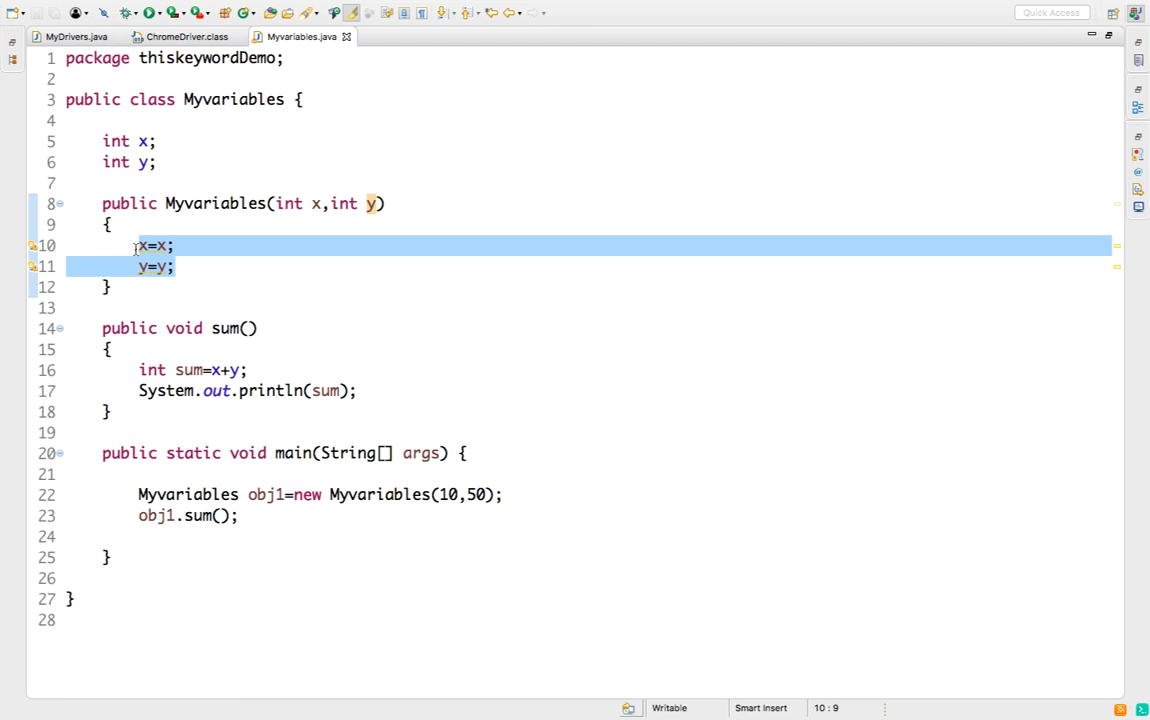 Quick Access
MyDrivers.java
ChromeDriver.class
Myvariables.java
1 package thiskeywordDemo;
2
3 public class Myvariables {
4
5 int x;
6 int y;
7
8 public Myvariables(int x,int y)
9 {
10 x=x;
11 y=y;
12 }
13
14 public void sum()
15 {
16 int sum=x+y;
17 System.out.println(sum);
18 }
19
20 public static void main(String[] args) {
21
22 Myvariables obj1=new Myvariables(10,50);
23 obj1.sum();
24
25 }
26
27 }
28
Writable
Smart Insert
10 : 9